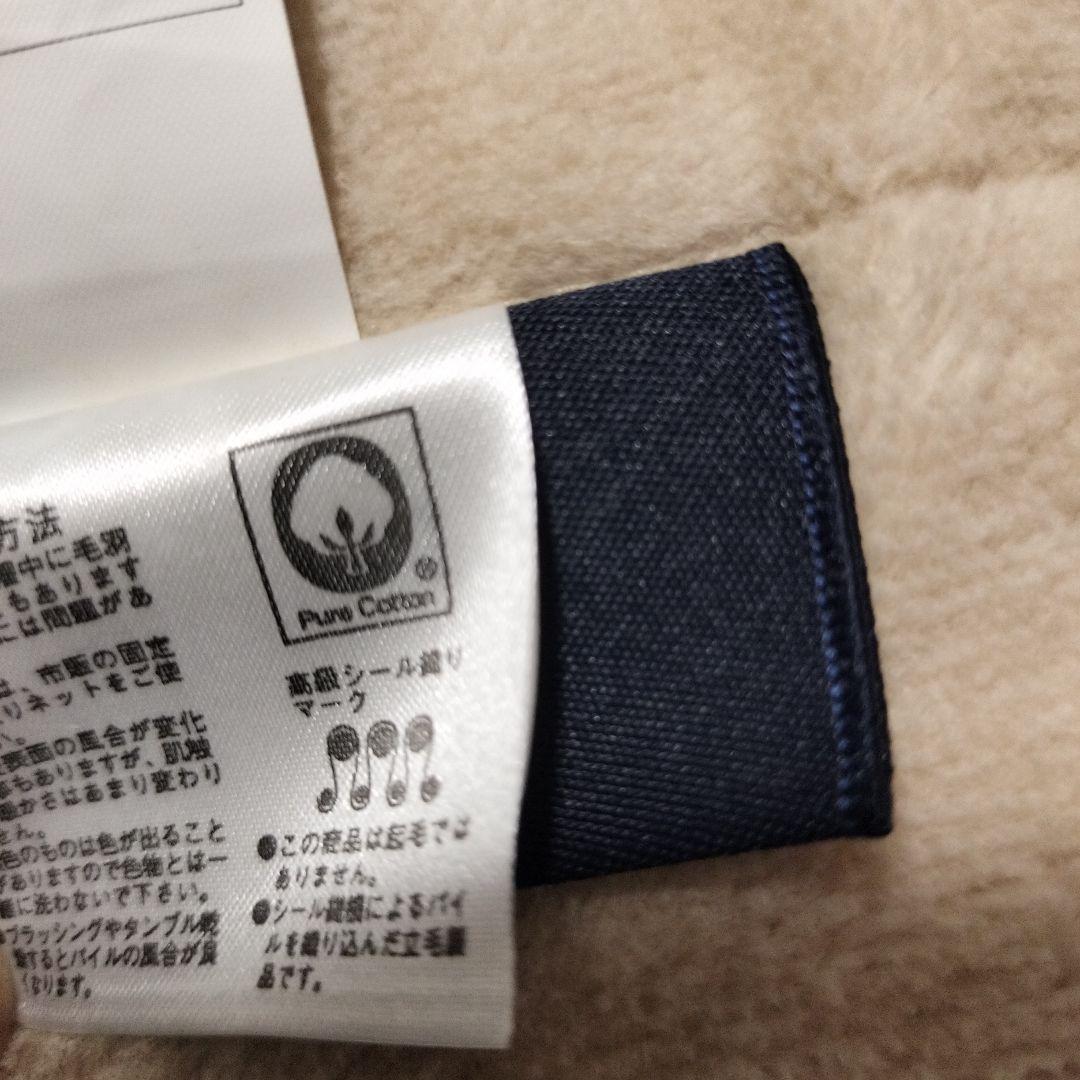 方法
中に毛羽
もあります
には問題があ
、市販の固定
りネットをご使
い。
表面の風合が変化
もありますが、肌触
暖かさはあまり変わり
せん。
色のものは色が出ること
がありますので色物とは一
緒に洗わないで下さい。
ブラッシングやタンブル乾
燥するとパイルの風合が良
くなります。
Pure Cotton
®
高級シール織り
マーク
●この商品は起毛では
ありません。
●シール織機によるパイ
ルを織り込んだ立毛製
品です。